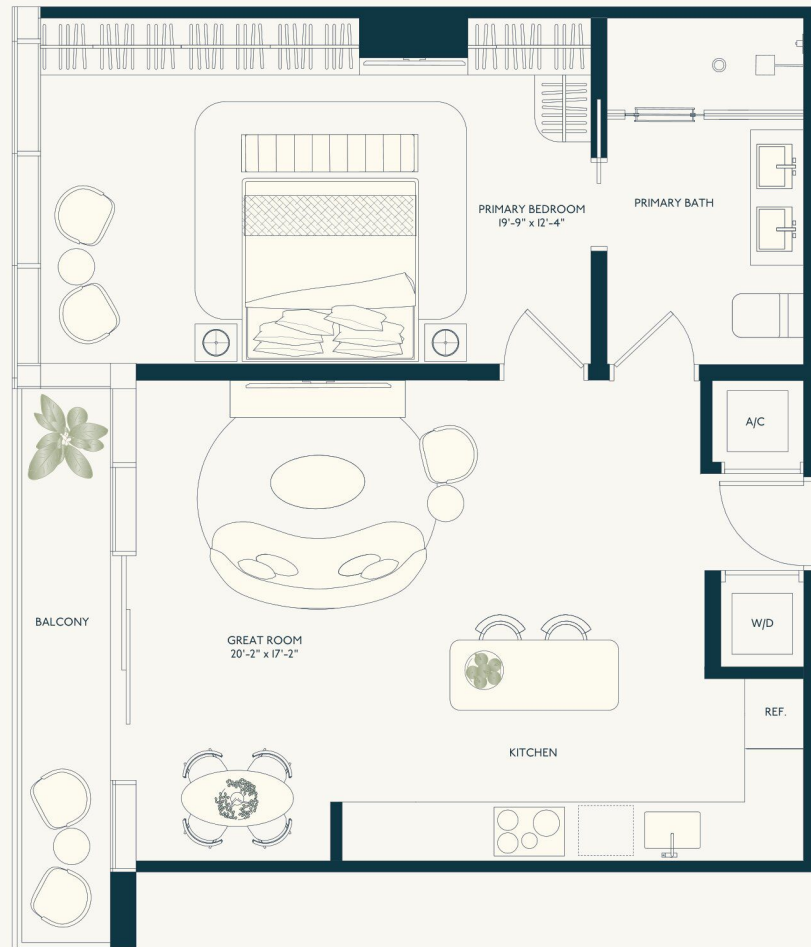 PRIMARY BEDROOM
19'-9" x 12'-4"
PRIMARY BATH
A/C
BALCONY
GREAT ROOM
20'-2" x 17'-2"
W/D
REF.
KITCHEN